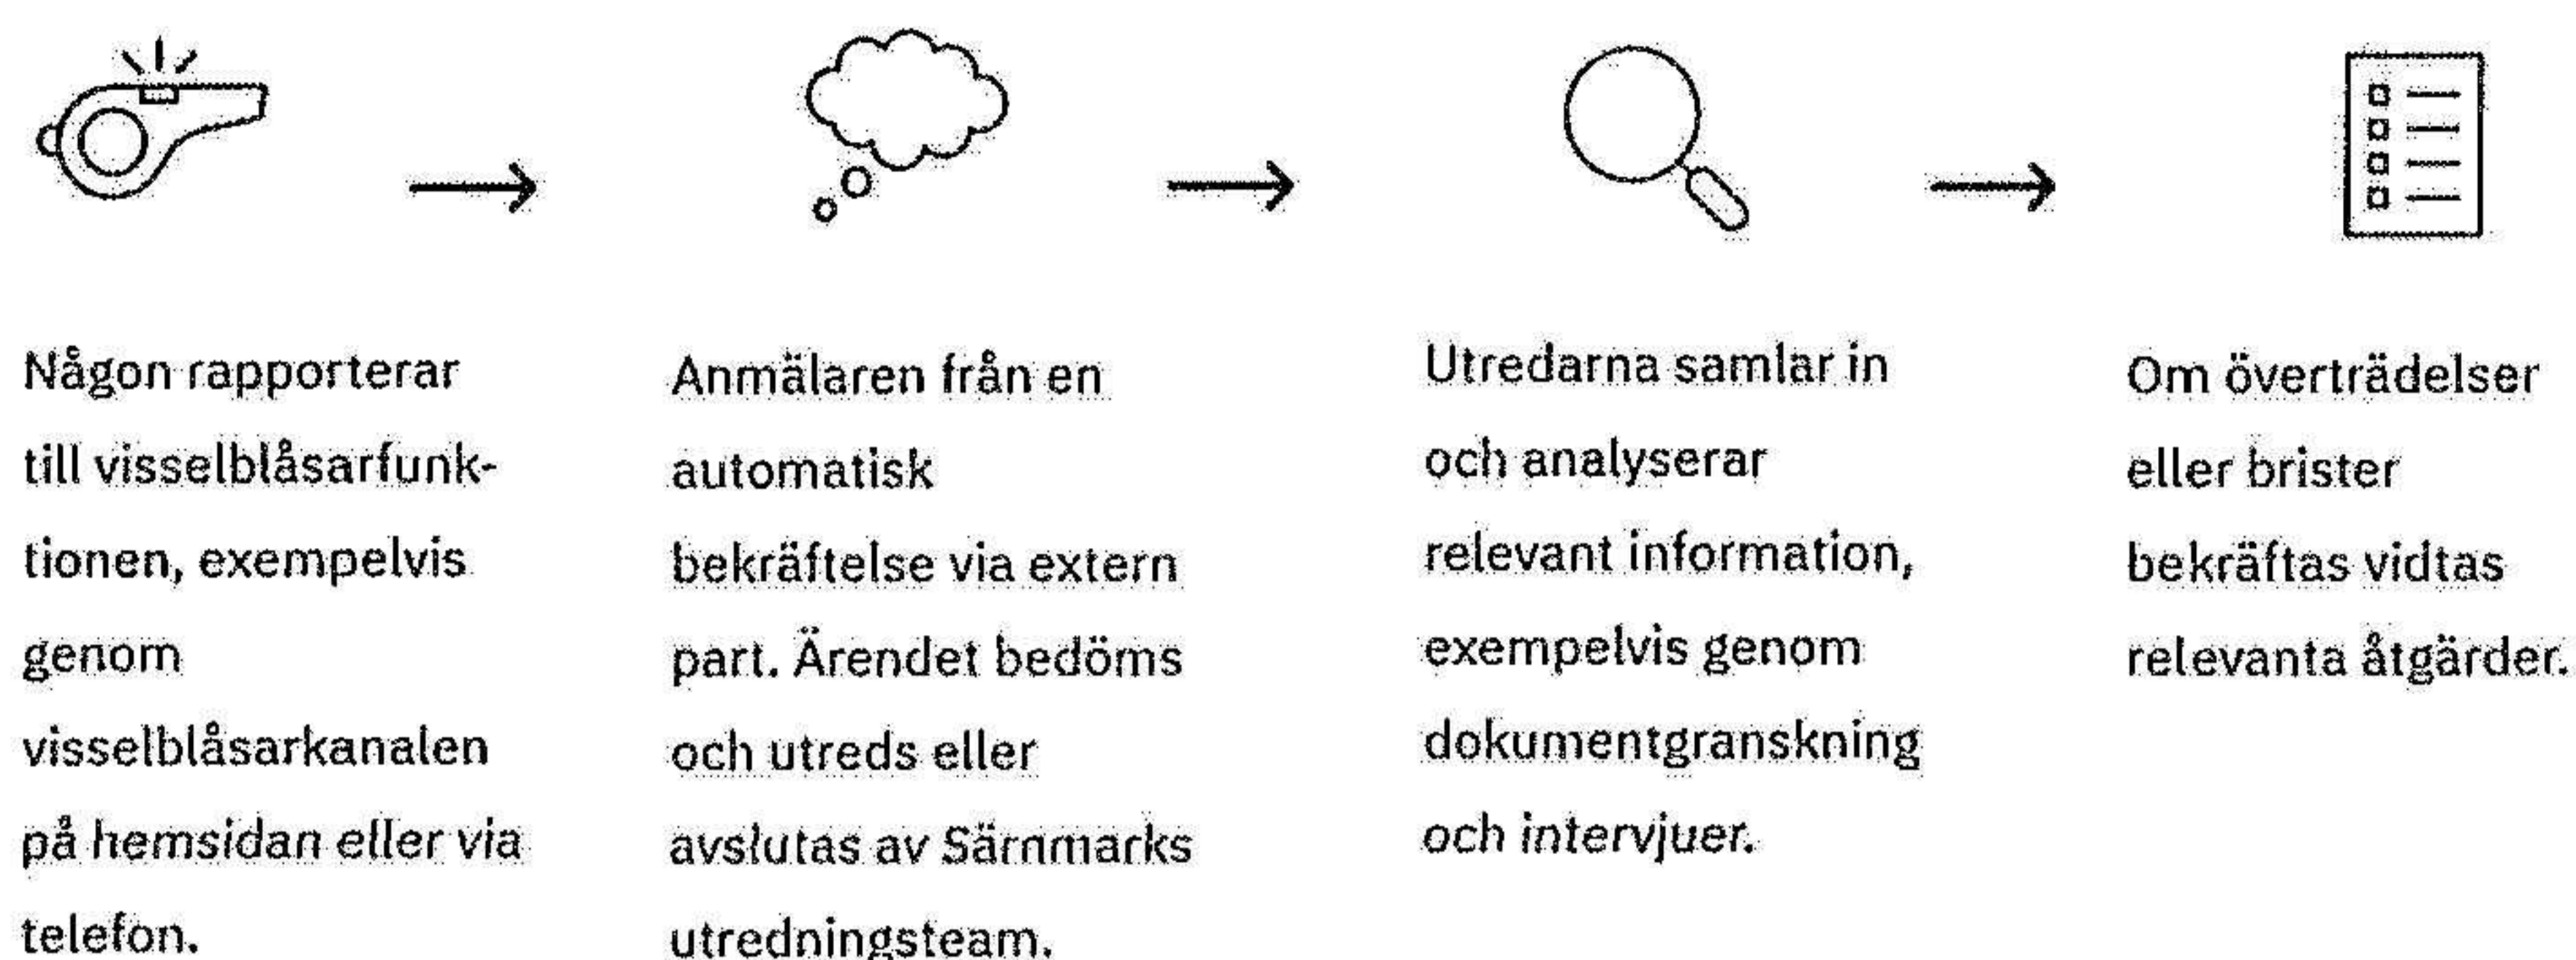 Någon rapporterar
till visselblåsarfunk-
tionen, exempelvis
genom
visselblåsarkanalen
på hemsidan eller via
telefon.
Anmälaren från en
automatisk
bekräftelse via extern
part. Ärendet bedöms
och utreds eller
avslutas av Särnmarks
utredningsteam.
Utredarna samlar in
och analyserar
relevant information,
exempelvis genom
dokumentgranskning
och intervjuer.
Om överträdelser
eller brister
bekräftas vidtas
relevanta åtgärder.